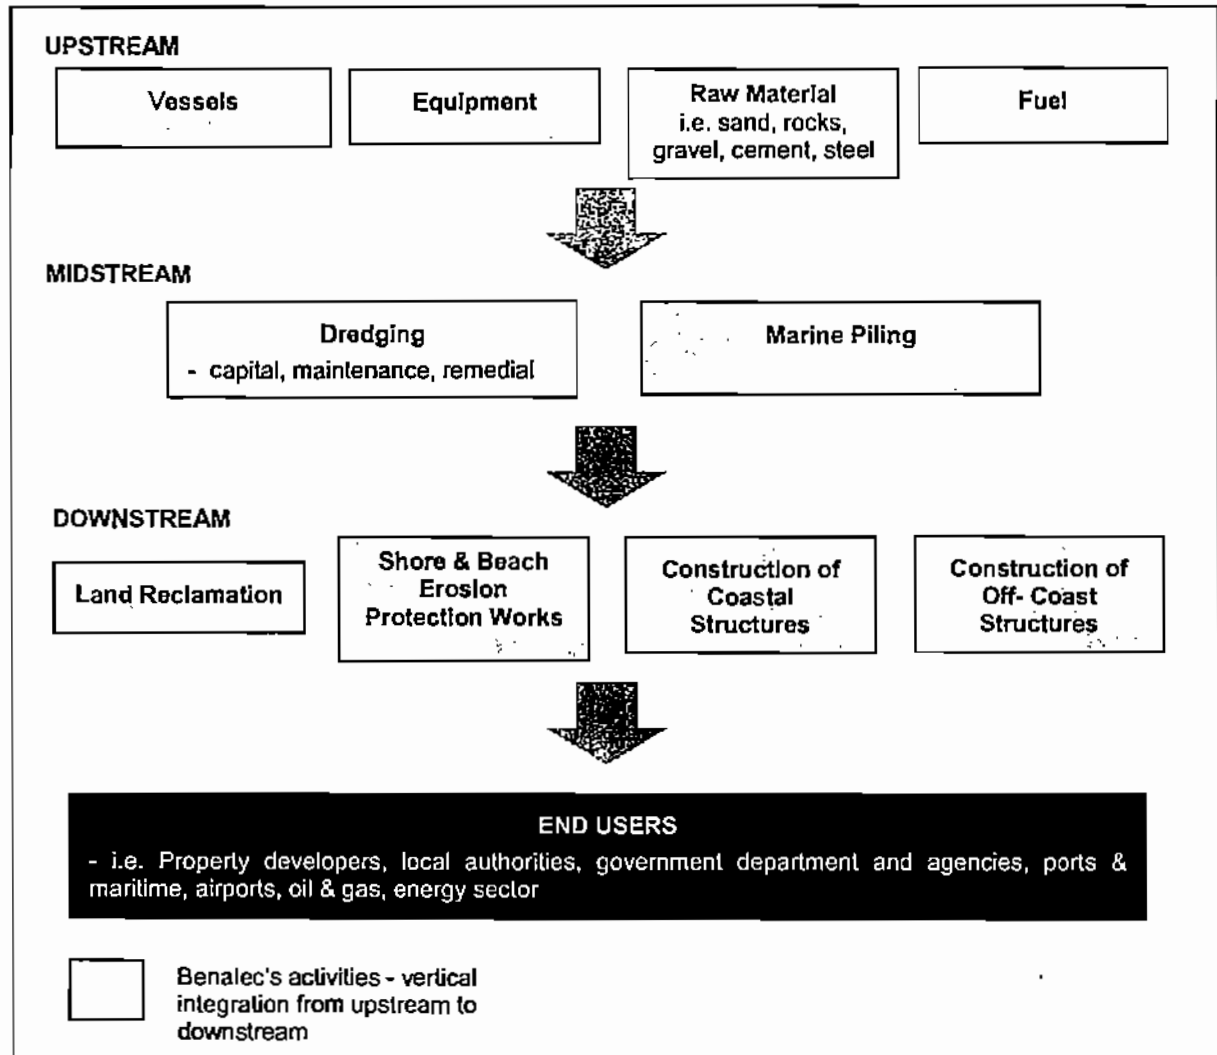 UPSTREAM
Vessels
Equipment
Raw Material
i.e. sand, rocks,
gravel, cement, steel
Fuel
MIDSTREAM
Dredging
- capital, maintenance, remedial
Marine Piling
DOWNSTREAM
Land Reclamation
Shore & Beach
Erosion
Protection Works
Construction of
Coastal
Structures
Construction of
Off- Coast
Structures
END USERS
- i.e. Property developers, local authorities, government department and agencies, ports &
maritime, airports, oil & gas, energy sector
Benalec's activities - vertical
integration from upstream to
downstream